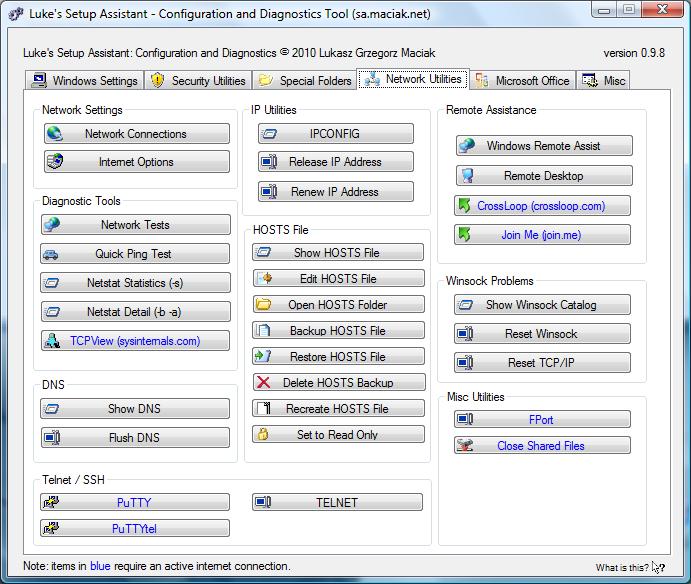 Luke's Setup Assistant - Configuration and Diagnostics Tool (sa.maciak.net)
Luke's Setup Assistant: Configuration and Diagnostics © 2010 Lukasz Grzegorz Maciak
version 0.9.8
Windows Settings
Security Utilities
Special Folders
Network Utilities
Microsoft Office
Misc
Network Settings
Network Connections
Internet Options
Diagnostic Tools
Network Tests
Quick Ping Test
Netstat Statistics (-s)
Netstat Detail (-b -a)
TCPView (sysinternals.com)
DNS
Show DNS
Flush DNS
IP Utilities
IPCONFIG
Release IP Address
Renew IP Address
HOSTS File
Show HOSTS File
Edit HOSTS File
Open HOSTS Folder
Backup HOSTS File
Restore HOSTS File
Delete HOSTS Backup
Recreate HOSTS File
Set to Read Only
Remote Assistance
Windows Remote Assist
Remote Desktop
CrossLoop (crossloop.com)
Join Me (join.me)
Winsock Problems
Show Winsock Catalog
Reset Winsock
Reset TCP/IP
Misc Utilities
FPort
Close Shared Files
Telnet / SSH
PuTTY
PuTTYtel
TELNET
Note: items in blue require an active internet connection.
What is this? ?